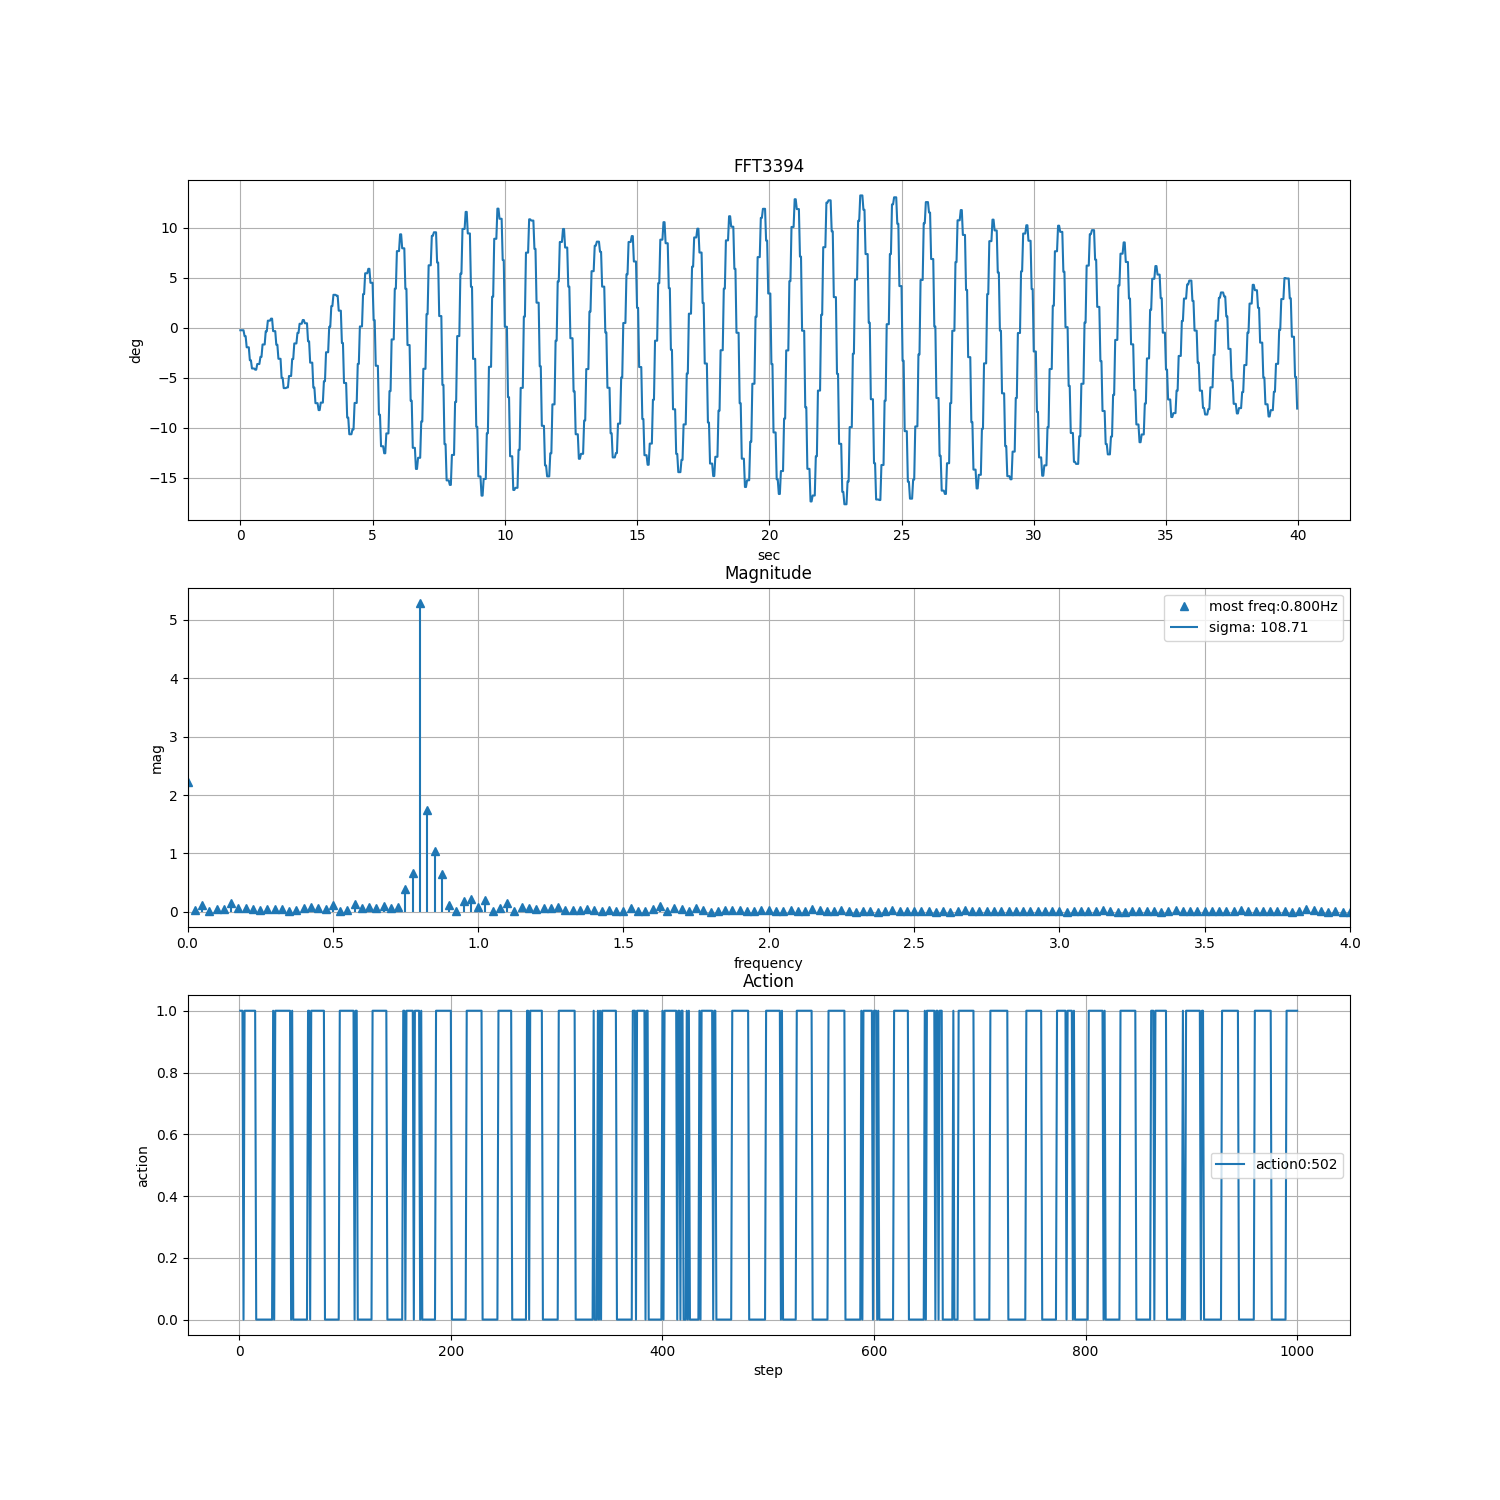 FFT3394
10
5
0
−5
−10
−15
deg
0 5 10 15 20 25 30 35 40
sec
Magnitude
most freq:0.800Hz
sigma: 108.71
5
4
3
2
1
0
mag
0.0 0.5 1.0 1.5 2.0 2.5 3.0 3.5 4.0
frequency
Action
1.0
0.8
0.6
0.4
0.2
0.0
action
action0:502
0 200 400 600 800 1000
step